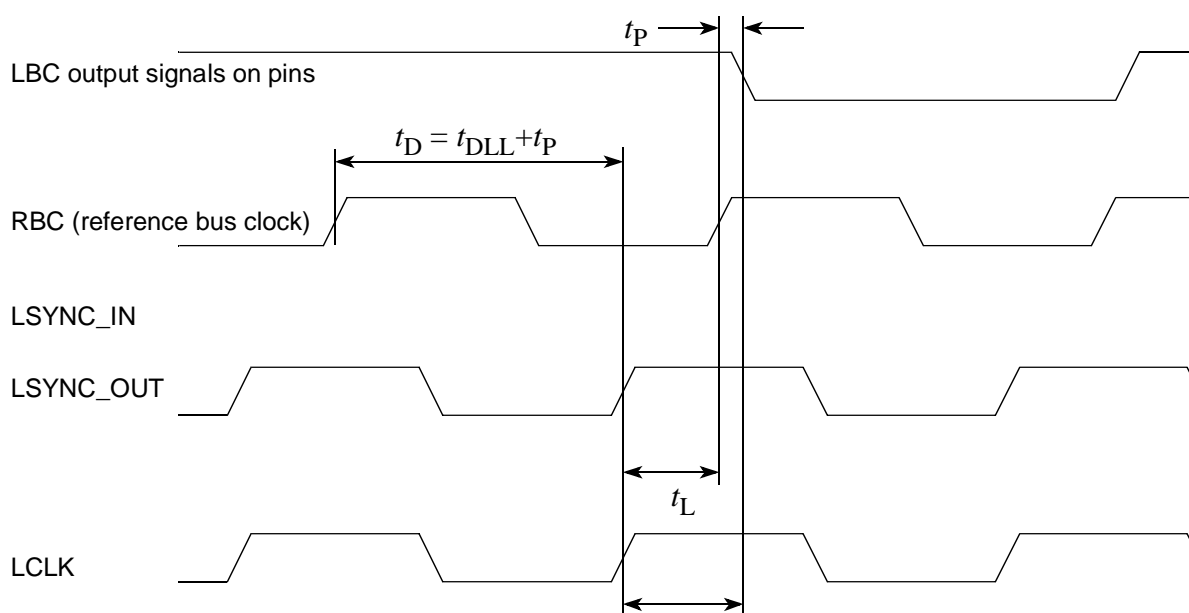 tP
LBC output signals on pins
tD = tDLL+tP
RBC (reference bus clock)
LSYNC_IN
LSYNC_OUT
tL
LCLK